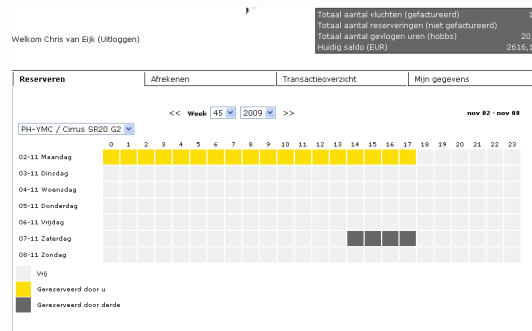 Totaal aantal vluchten (gefactureerd)
Totaal aantal reserveringen (niet gefactureerd)
Totaal aantal gevlogen uren (hobbs) 20,
Huidig saldo (EUR) 2616,1
Welkom Chris van Eijk (Uitloggen)
Reserveren Afrekenen Transactieoverzicht Mijn gegevens
<< Week 45 2009 >> nov 02 - nov 08
PH-YMC / Cirrus SR20 G2
0 1 2 3 4 5 6 7 8 9 10 11 12 13 14 15 16 17 18 19 20 21 22 23
02-11 Maandag
03-11 Dinsdag
04-11 Woensdag
05-11 Donderdag
06-11 Vrijdag
07-11 Zaterdag
08-11 Zondag
Vrij
Gereserveerd door u
Gereserveerd door derde